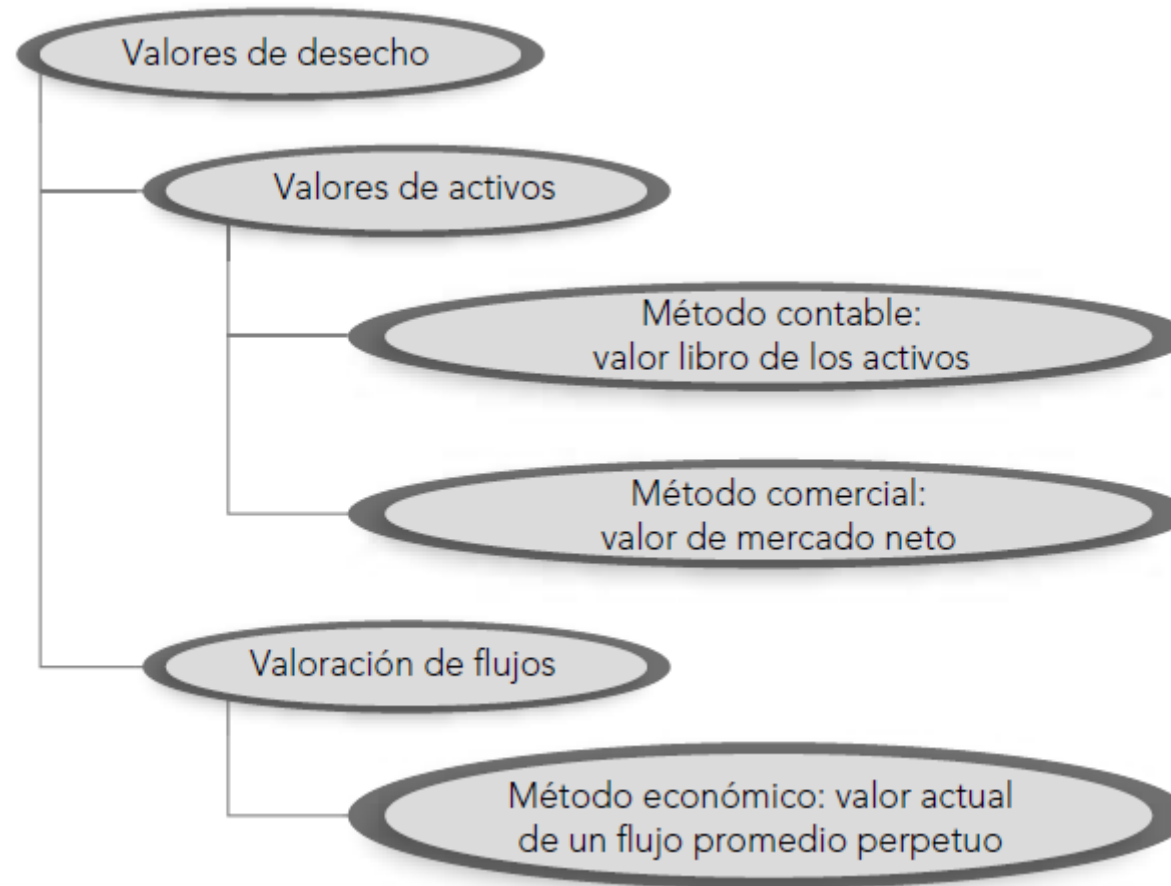 Valores de desecho
Valores de activos
Método contable:
valor libro de los activos
Método comercial:
valor de mercado neto
Valoración de flujos
Método económico: valor actual
de un flujo promedio perpetuo